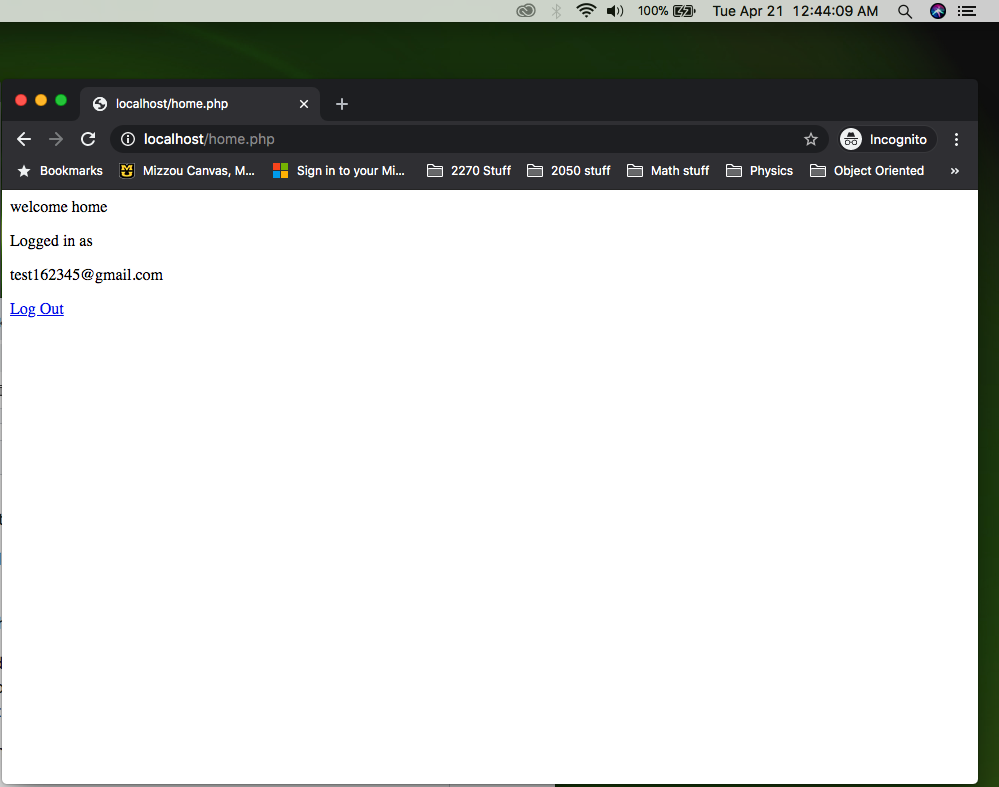 100% Tue Apr 21 12:44:09 AM
localhost/home.php
localhost/home.php Incognito
Bookmarks Mizzou Canvas, M... Sign in to your Mi... 2270 Stuff 2050 stuff Math stuff Physics Object Oriented »
welcome home
Logged in as
test162345@gmail.com
Log Out